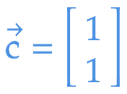 c⃗ = [1
1]